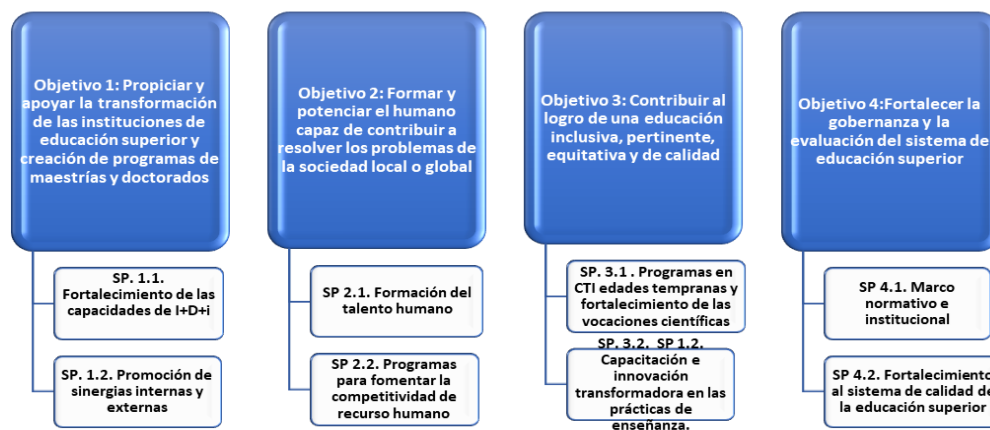 Objetivo 1: Propiciar y
apoyar la transformación
de las instituciones de
educación superior y
creación de programas de
maestrías y doctorados
SP. 1.1.
Fortalecimiento de las
capacidades de I+D+i
SP. 1.2. Promoción de
sinergias internas y
externas
Objetivo 2: Formar y
potenciar el humano
capaz de contribuir a
resolver los problemas de
la sociedad local o global
SP 2.1. Formación del
talento humano
SP 2.2. Programas
para fomentar la
competitividad de
recurso humano
Objetivo 3: Contribuir al
logro de una educación
inclusiva, pertinente,
equitativa y de calidad
SP. 3.1 . Programas en
CTI edades tempranas y
fortalecimiento de las
vocaciones científicas
SP. 3.2. SP 1.2.
Capacitación e
innovación
transformadora en las
prácticas de
enseñanza.
Objetivo 4:Fortalecer la
gobernanza y la
evaluación del sistema de
educación superior
SP 4.1. Marco
normativo e
institucional
SP 4.2. Fortalecimiento
al sistema de calidad de
la educación superior